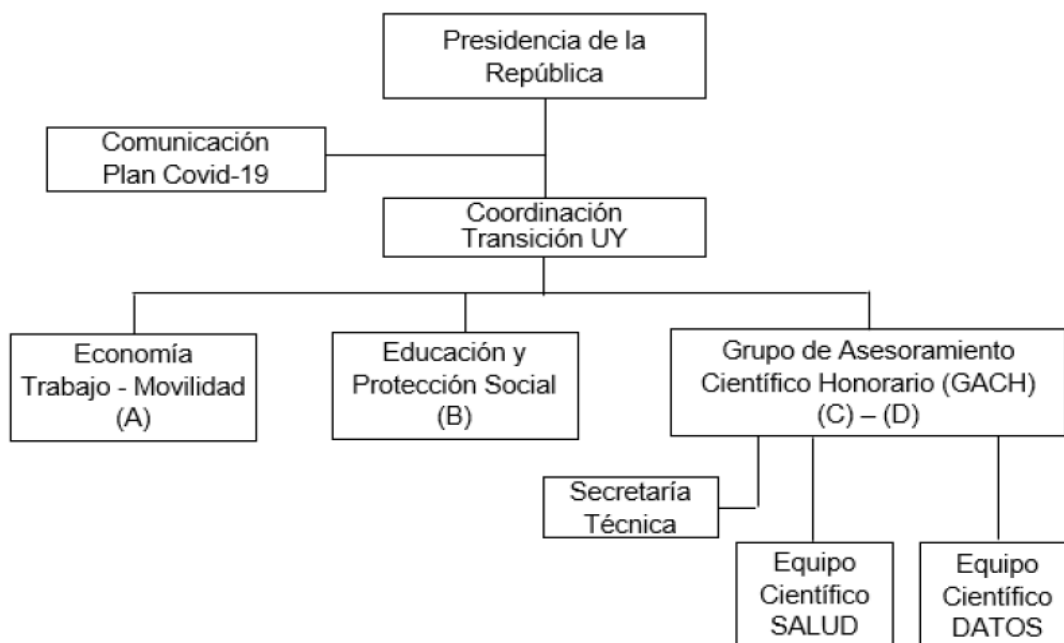 Presidencia de la
República
Comunicación
Plan Covid-19
Coordinación
Transición UY
Economía
Trabajo - Movilidad
(A)
Educación y
Protección Social
(B)
Grupo de Asesoramiento
Científico Honorario (GACH)
(C) – (D)
Secretaría
Técnica
Equipo
Científico
SALUD
Equipo
Científico
DATOS